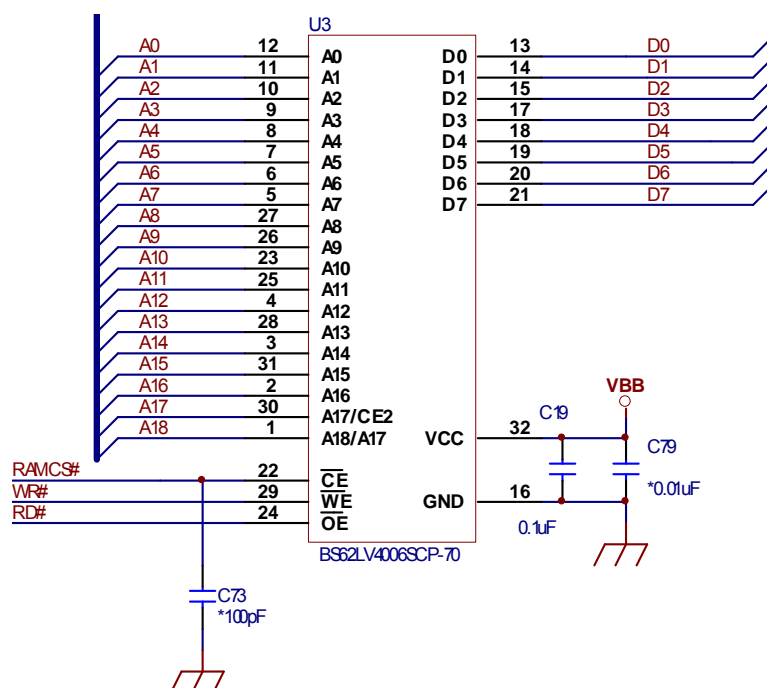 U3
A0 12 A0 D0 13 D0
A1 11 A1 D1 14 D1
A2 10 A2 D2 15 D2
A3 9 A3 D3 17 D3
A4 8 A4 D4 18 D4
A5 7 A5 D5 19 D5
A6 6 A6 D6 20 D6
A7 5 A7 D7 21 D7
A8 27 A8
A9 26 A9
A10 23 A10
A11 25 A11
A12 4 A12
A13 28 A13
A14 3 A14
A15 31 A15
A16 2 A16
A17 30 A17/CE2
A18 1 A18/A17 VCC 32
VBB
C19
C79
*0.01uF
RAMCS# 22 CE
WR# 29 WE GND 16
RD# 24 OE
0.1uF
BS62LV4006SCP-70
C73
*100pF